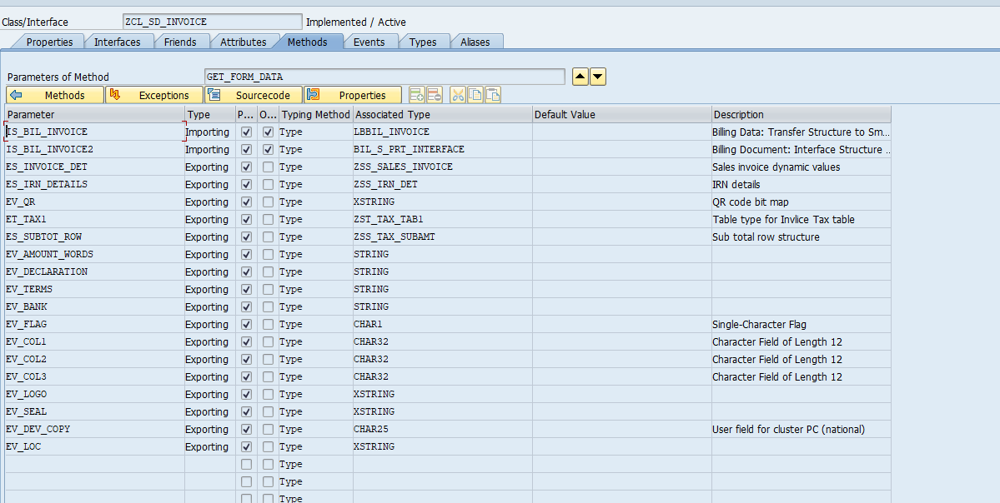 Class/Interface ZCL_SD_INVOICE Implemented / Active
Properties Interfaces Friends Attributes Methods Events Types Aliases
Parameters of Method GET_FORM_DATA
Methods Exceptions Sourcecode Properties
Parameter Type P... O... Typing Method Associated Type Default Value Description
IS_BIL_INVOICE Importing Type LBBIL_INVOICE Billing Data: Transfer Structure to Sm...
IS_BIL_INVOICE2 Importing Type BIL_S_PRT_INTERFACE Billing Document: Interface Structure ..
ES_INVOICE_DET Exporting Type ZSS_SALES_INVOICE Sales invoice dynamic values
ES_IRN_DETAILS Exporting Type ZSS_IRN_DET IRN details
EV_QR Exporting Type XSTRING QR code bit map
ET_TAX1 Exporting Type ZST_TAX_TAB1 Table type for Invlice Tax table
ES_SUBTOT_ROW Exporting Type ZSS_TAX_SUBAMT Sub total row structure
EV_AMOUNT_WORDS Exporting Type STRING
EV_DECLARATION Exporting Type STRING
EV_TERMS Exporting Type STRING
EV_BANK Exporting Type STRING
EV_FLAG Exporting Type CHAR1 Single-Character Flag
EV_COL1 Exporting Type CHAR32 Character Field of Length 12
EV_COL2 Exporting Type CHAR32 Character Field of Length 12
EV_COL3 Exporting Type CHAR32 Character Field of Length 12
EV_LOGO Exporting Type XSTRING
EV_SEAL Exporting Type XSTRING
EV_DEV_COPY Exporting Type CHAR25 User field for cluster PC (national)
EV_LOC Exporting Type XSTRING
Type
Type
Type